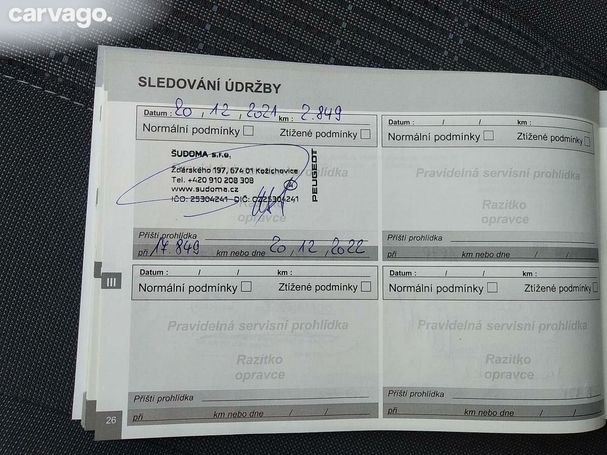 carvago.
SLEDOVÁNÍ ÚDRŽBY
Datum : 20 , 12 , 2021 km : 2.849
Normální podmínky Ztížené podmínky
ŠUDOMA s.r.o.
Žďárského 197, 674 01 Kožichovice
Tel. +420 910 208 308
www.sudoma.cz
IČO: 25304241 DIČ: CZ25304241
PEUGEOT
Příští prohlídka
při 17.849 km nebo dne 20 , 12 , 2022
Datum : / / km :
Normální podmínky Ztížené podmínky
Pravidelná servisní prohlídka
Razítko
opravce
Příští prohlídka
při km nebo dne / /
Datum : / / km :
Normální podmínky Ztížené podmínky
Pravidelná servisní prohlídka
Razítko
opravce
Příští prohlídka
při km nebo dne / /
Datum : / / km :
Normální podmínky Ztížené podmínky
Pravidelná servisní prohlídka
Razítko
opravce
Příští prohlídka
při km nebo dne / /
III
26